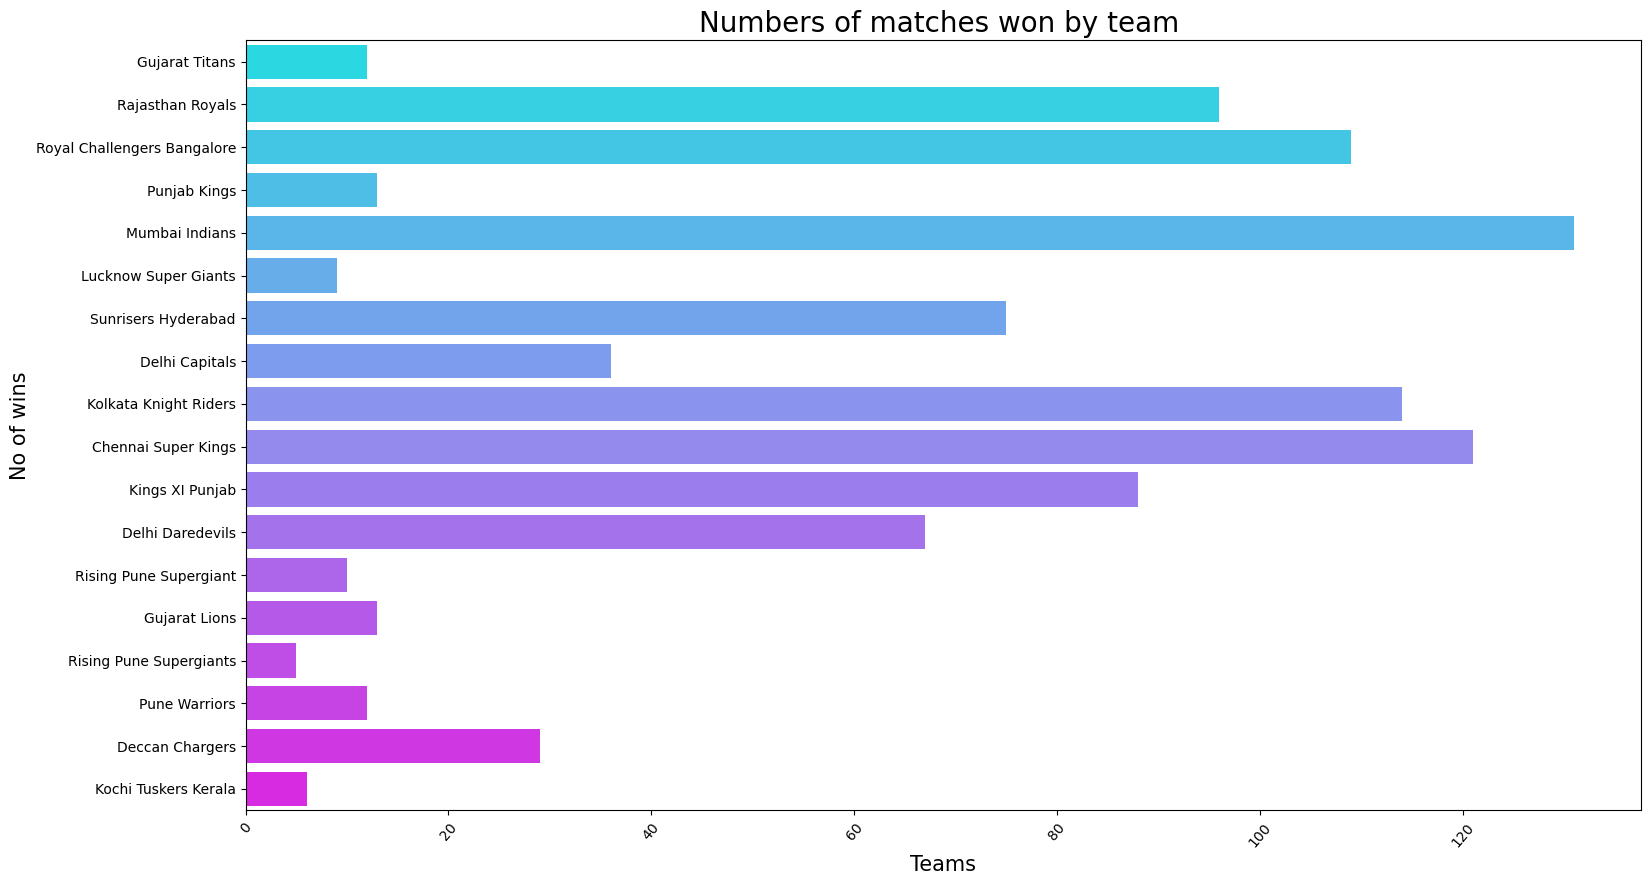 Numbers of matches won by team
Gujarat Titans
Rajasthan Royals
Royal Challengers Bangalore
Punjab Kings
Mumbai Indians
Lucknow Super Giants
Sunrisers Hyderabad
Delhi Capitals
Kolkata Knight Riders
Chennai Super Kings
Kings XI Punjab
Delhi Daredevils
Rising Pune Supergiant
Gujarat Lions
Rising Pune Supergiants
Pune Warriors
Deccan Chargers
Kochi Tuskers Kerala
No of wins
0 20 40 60 80 100 120
Teams